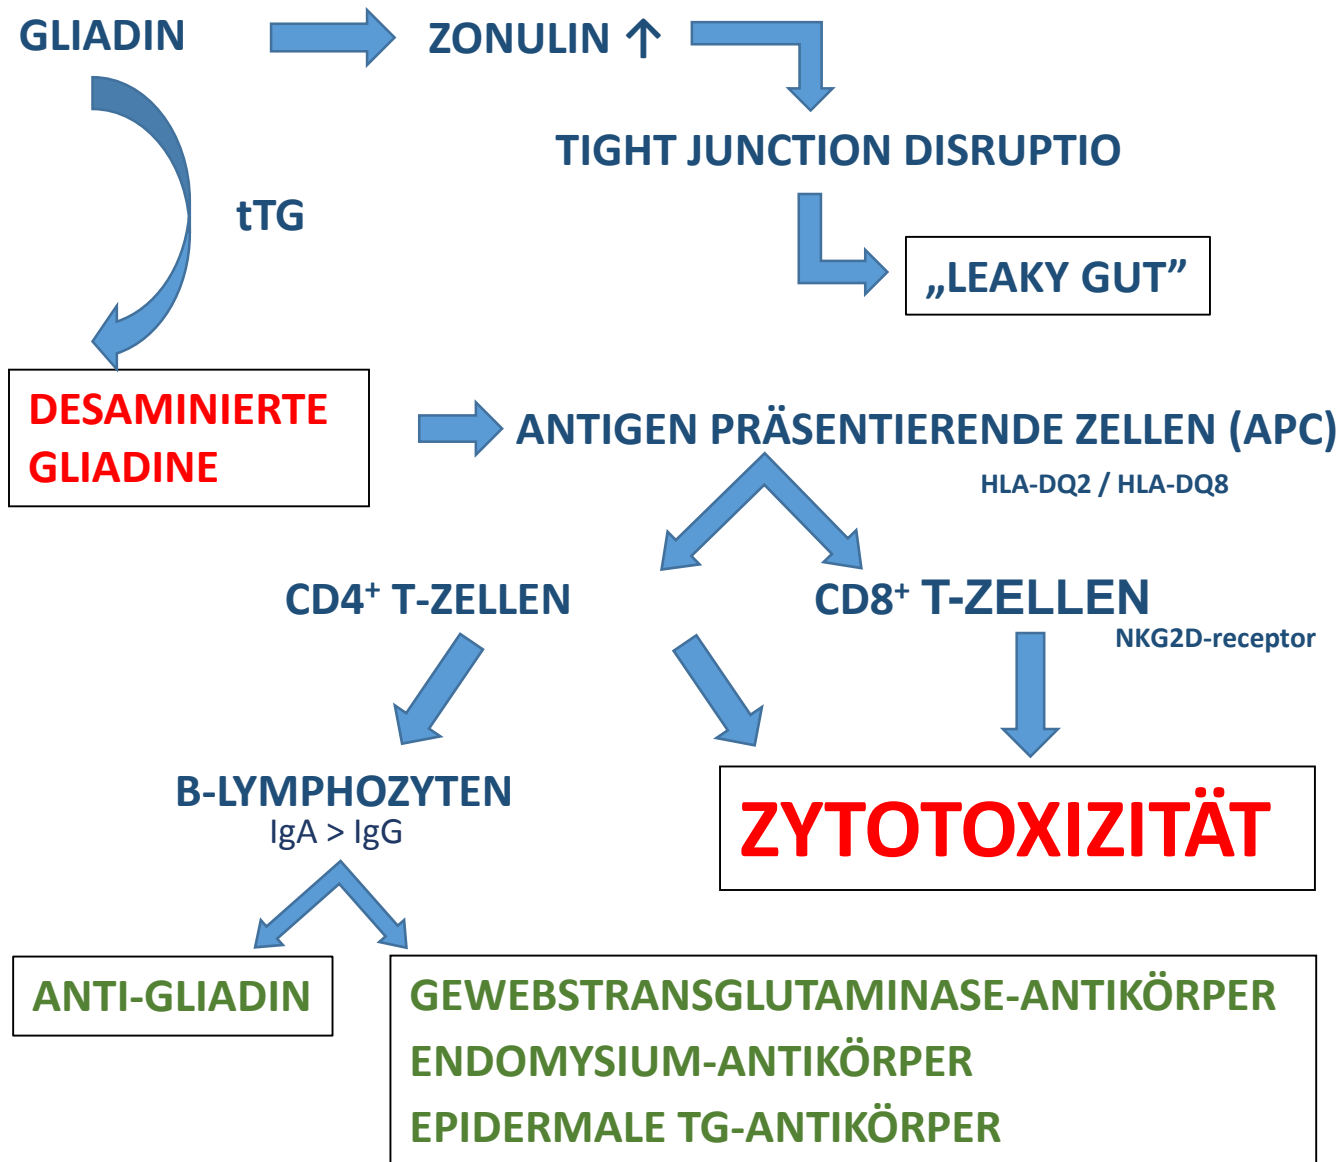 GLIADIN
ZONULIN ↑
TIGHT JUNCTION DISRUPTIO
tTG
„LEAKY GUT”
DESAMINIERTE
GLIADINE
ANTIGEN PRÄSENTIERENDE ZELLEN (APC)
HLA-DQ2 / HLA-DQ8
CD4⁺ T-ZELLEN
CD8⁺ T-ZELLEN
NKG2D-receptor
B-LYMPHOZYTEN
IgA > IgG
ZYTOTOXIZITÄT
ANTI-GLIADIN
GEWEBSTRANSGLUTAMINASE-ANTIKÖRPER
ENDOMYSIUM-ANTIKÖRPER
EPIDERMALE TG-ANTIKÖRPER